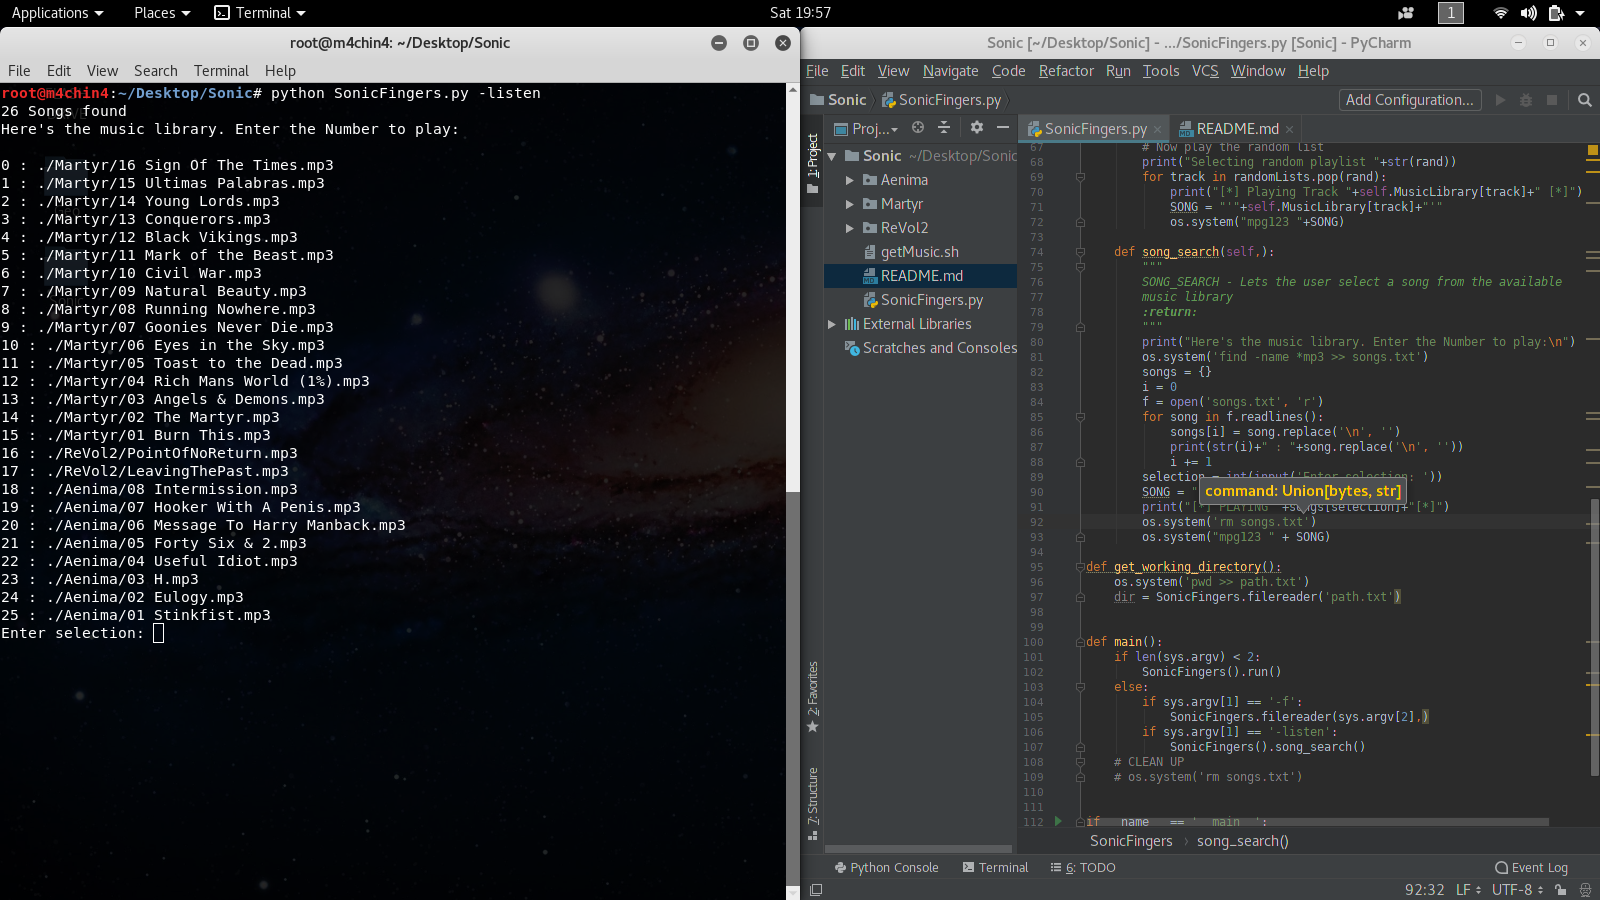 Applications Places Terminal Sat 19:57 1
root@m4chin4: ~/Desktop/Sonic
File Edit View Search Terminal Help
root@m4chin4:~/Desktop/Sonic# python SonicFingers.py -listen
26 Songs found
Here's the music library. Enter the Number to play:
0 : ./Martyr/16 Sign Of The Times.mp3
1 : ./Martyr/15 Ultimas Palabras.mp3
2 : ./Martyr/14 Young Lords.mp3
3 : ./Martyr/13 Conquerors.mp3
4 : ./Martyr/12 Black Vikings.mp3
5 : ./Martyr/11 Mark of the Beast.mp3
6 : ./Martyr/10 Civil War.mp3
7 : ./Martyr/09 Natural Beauty.mp3
8 : ./Martyr/08 Running Nowhere.mp3
9 : ./Martyr/07 Goonies Never Die.mp3
10 : ./Martyr/06 Eyes in the Sky.mp3
11 : ./Martyr/05 Toast to the Dead.mp3
12 : ./Martyr/04 Rich Mans World (1%).mp3
13 : ./Martyr/03 Angels & Demons.mp3
14 : ./Martyr/02 The Martyr.mp3
15 : ./Martyr/01 Burn This.mp3
16 : ./ReVol2/PointOfNoReturn.mp3
17 : ./ReVol2/LeavingThePast.mp3
18 : ./Aenima/08 Intermission.mp3
19 : ./Aenima/07 Hooker With A Penis.mp3
20 : ./Aenima/06 Message To Harry Manback.mp3
21 : ./Aenima/05 Forty Six & 2.mp3
22 : ./Aenima/04 Useful Idiot.mp3
23 : ./Aenima/03 H.mp3
24 : ./Aenima/02 Eulogy.mp3
25 : ./Aenima/01 Stinkfist.mp3
Enter selection:
Sonic [~/Desktop/Sonic] - .../SonicFingers.py [Sonic] - PyCharm
File Edit View Navigate Code Refactor Run Tools VCS Window Help
Sonic SonicFingers.py Add Configuration...
Proj... SonicFingers.py README.md
1: Project
2: Favorites
7: Structure
Sonic ~/Desktop/Sonic
Aenima
Martyr
ReVol2
getMusic.sh
README.md
SonicFingers.py
External Libraries
Scratches and Consoles
67 # Now play the random list
68 print("Selecting random playlist "+str(rand))
69 for track in randomLists.pop(rand):
70 print("[*] Playing Track "+self.MusicLibrary[track]+" [*]")
71 SONG = "'"+self.MusicLibrary[track]+"'"
72 os.system("mpg123 "+SONG)
73
74 def song_search(self,):
75 """
76 SONG_SEARCH - Lets the user select a song from the available
77 music library
78 :return:
79 """
80 print("Here's the music library. Enter the Number to play:\n")
81 os.system('find -name *mp3 >> songs.txt')
82 songs = {}
83 i = 0
84 f = open('songs.txt', 'r')
85 for song in f.readlines():
86 songs[i] = song.replace('\n', '')
87 print(str(i)+" : "+song.replace('\n', ''))
88 i += 1
89 selection = int(input('Enter selection: '))
90 SONG = "
command: Union[bytes, str]
91 print("[*] PLAYING "+songs[selection]+"[*]")
92 os.system('rm songs.txt')
93 os.system("mpg123 " + SONG)
94
95 def get_working_directory():
96 os.system('pwd >> path.txt')
97 dir = SonicFingers.filereader('path.txt')
98
99
100 def main():
101 if len(sys.argv) < 2:
102 SonicFingers().run()
103 else:
104 if sys.argv[1] == '-f':
105 SonicFingers.filereader(sys.argv[2],)
106 if sys.argv[1] == '-listen':
107 SonicFingers().song_search()
108 # CLEAN UP
109 # os.system('rm songs.txt')
110
111
112 if __name__ == '__main__':
SonicFingers song_search()
Python Console Terminal 6: TODO Event Log
92:32 LF UTF-8